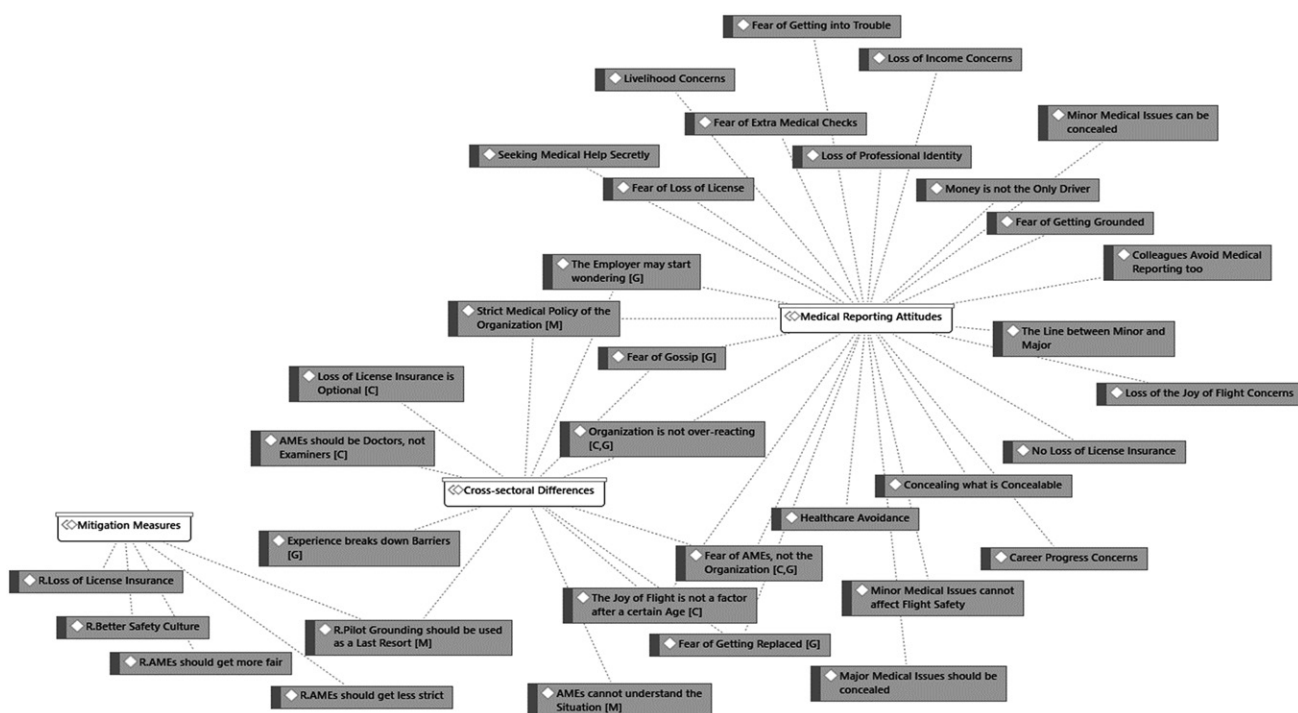 Fear of Getting into Trouble
Loss of Income Concerns
Livelihood Concerns
Fear of Extra Medical Checks
Minor Medical Issues can be
concealed
Seeking Medical Help Secretly
Loss of Professional Identity
Fear of Loss of License
Money is not the Only Driver
Fear of Getting Grounded
The Employer may start
wondering [G]
Colleagues Avoid Medical
Reporting too
Strict Medical Policy of the
Organization [M]
Medical Reporting Attitudes
The Line between Minor and
Major
Fear of Gossip [G]
Loss of License Insurance is
Optional [C]
Loss of the Joy of Flight Concerns
Organization is not over-reacting
[C,G]
AMEs should be Doctors, not
Examiners [C]
No Loss of License Insurance
Cross-sectoral Differences
Concealing what is Concealable
Mitigation Measures
Healthcare Avoidance
Experience breaks down Barriers
[G]
Fear of AMEs, not the
Organization [C,G]
Career Progress Concerns
R.Loss of License Insurance
The Joy of Flight is not a factor
after a certain Age [C]
Minor Medical Issues cannot
affect Flight Safety
R.Better Safety Culture
R.Pilot Grounding should be used
as a Last Resort [M]
Fear of Getting Replaced [G]
R.AMEs should get more fair
Major Medical Issues should be
concealed
R.AMEs should get less strict
AMEs cannot understand the
Situation [M]